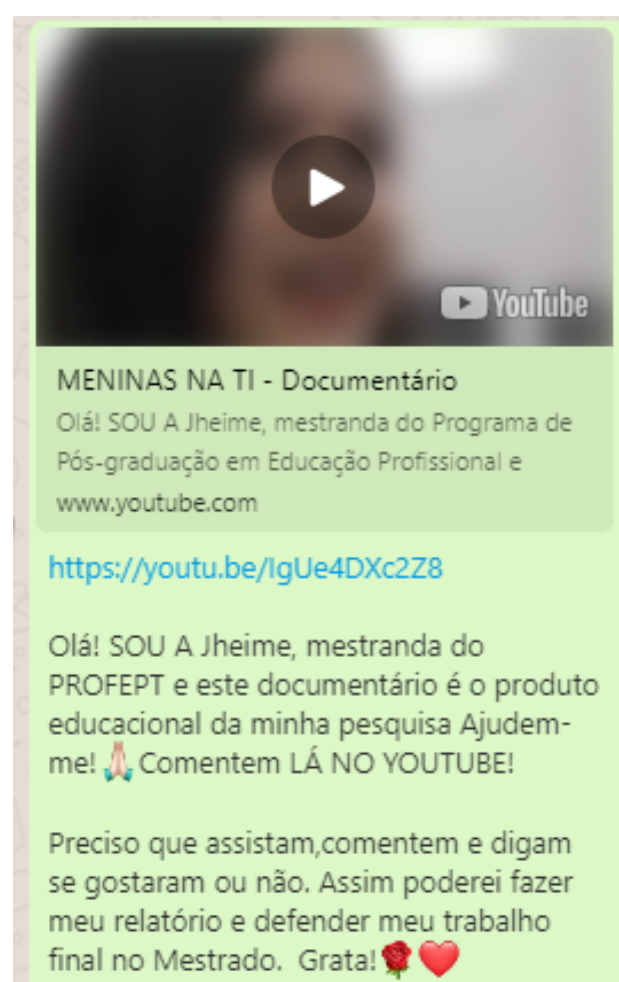 YouTube
MENINAS NA TI - Documentário
Olá! SOU A Jheime, mestranda do Programa de
Pós-graduação em Educação Profissional e
www.youtube.com
https://youtu.be/IgUe4DXc2Z8
Olá! SOU A Jheime, mestranda do
PROFEPT e este documentário é o produto
educacional da minha pesquisa Ajudem-
me! 🙏🏻 Comentem LÁ NO YOUTUBE!
Preciso que assistam,comentem e digam
se gostaram ou não. Assim poderei fazer
meu relatório e defender meu trabalho
final no Mestrado.  Grata!🌹❤️